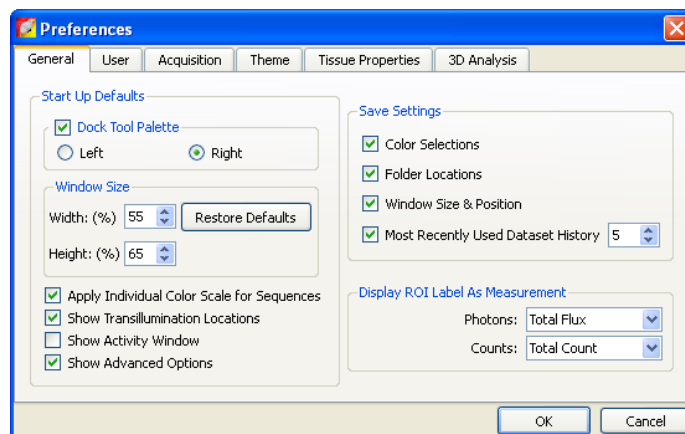 Preferences
General User Acquisition Theme Tissue Properties 3D Analysis
Start Up Defaults
Dock Tool Palette
Left Right
Window Size
Width: (%) 55 Restore Defaults
Height: (%) 65
Apply Individual Color Scale for Sequences
Show Transillumination Locations
Show Activity Window
Show Advanced Options
Save Settings
Color Selections
Folder Locations
Window Size & Position
Most Recently Used Dataset History 5
Display ROI Label As Measurement
Photons: Total Flux
Counts: Total Count
OK Cancel